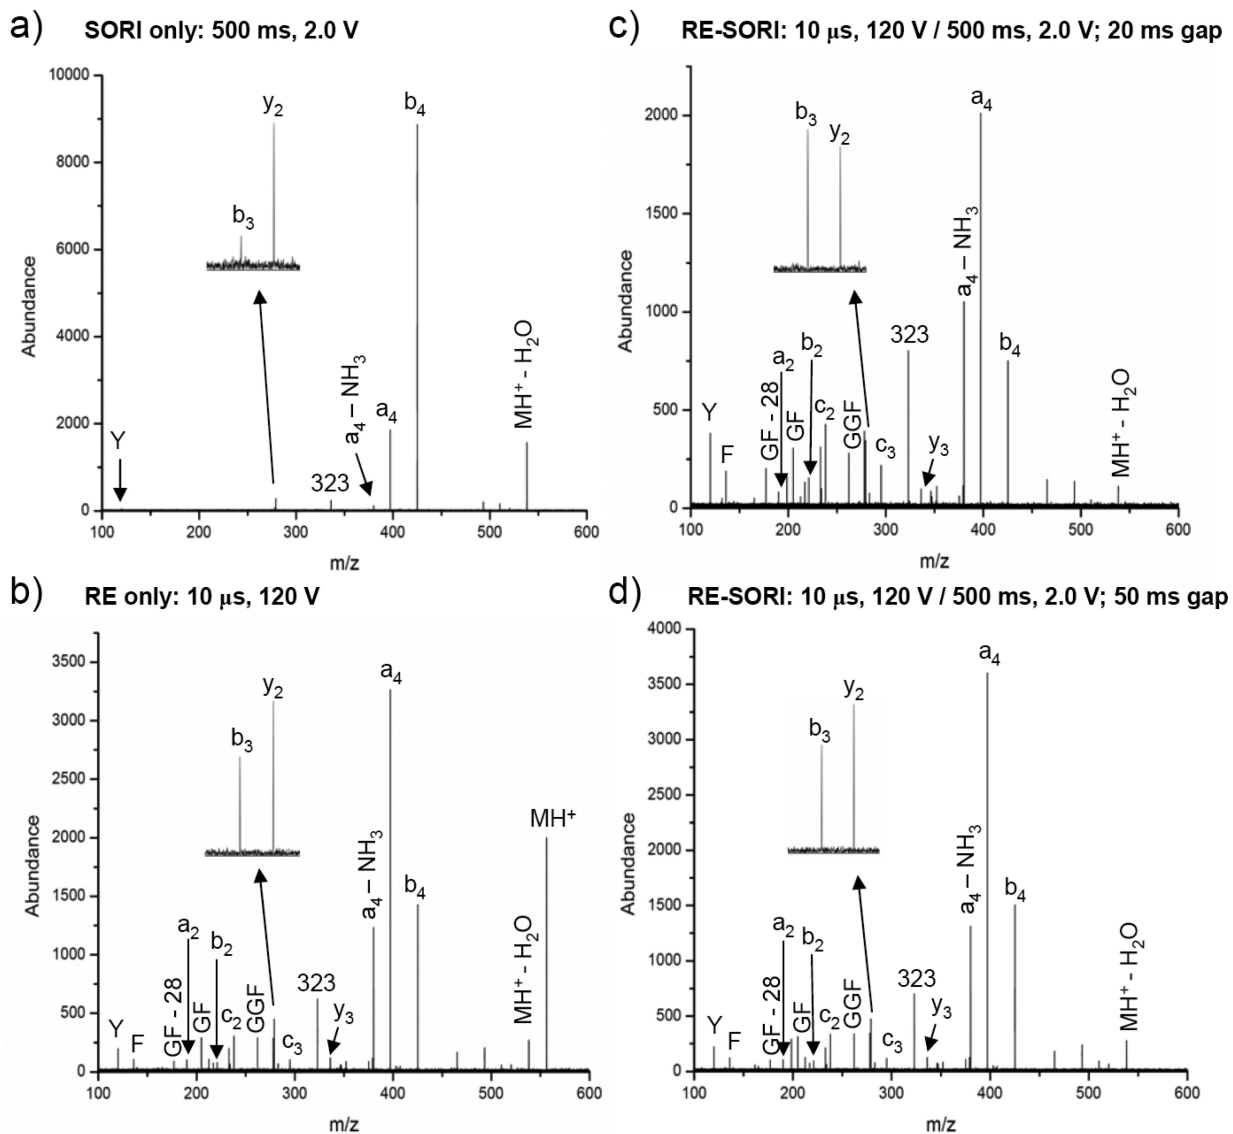 a) SORI only: 500 ms, 2.0 V
10000
8000
6000
4000
2000
0
Abundance
100 200 300 400 500 600
m/z
y2
b4
b3
Y
323
a4 – NH3
a4
MH+ - H2O
b) RE only: 10 μs, 120 V
3500
3000
2500
2000
1500
1000
500
0
Abundance
100 200 300 400 500 600
m/z
y2
a4
b3
MH+
a4 – NH3
b4
a2
b2
Y
F
GF - 28
GF
c2
GGF
c3
323
y3
MH+ - H2O
c) RE-SORI: 10 μs, 120 V / 500 ms, 2.0 V; 20 ms gap
2000
1500
1000
500
0
Abundance
100 200 300 400 500 600
m/z
b3
y2
a4
a4 – NH3
323
b4
a2
b2
Y
F
GF - 28
GF
c2
GGF
c3
y3
MH+ - H2O
d) RE-SORI: 10 μs, 120 V / 500 ms, 2.0 V; 50 ms gap
4000
3500
3000
2500
2000
1500
1000
500
0
Abundance
100 200 300 400 500 600
m/z
y2
b3
a4
a4 – NH3
b4
a2
b2
Y
F
GF - 28
GF
c2
GGF
c3
323
y3
MH+ - H2O